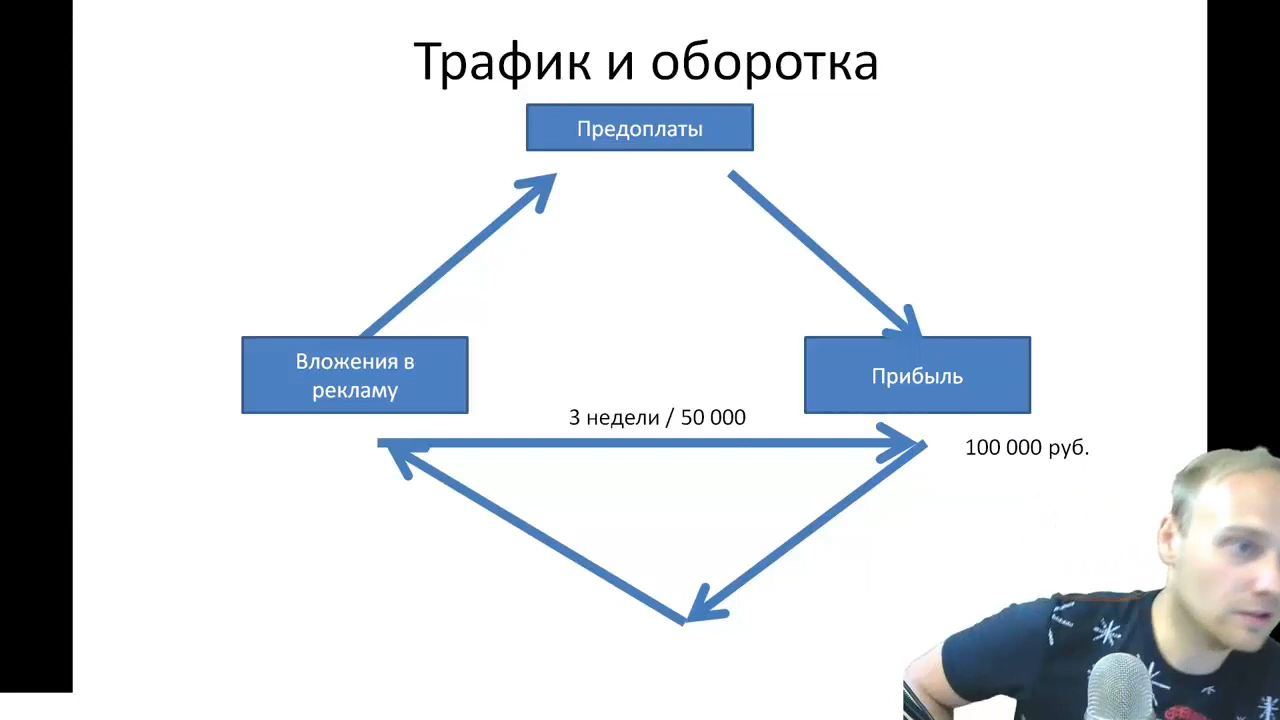 Трафик и оборотка
Предоплаты
Вложения в
рекламу
Прибыль
3 недели / 50 000
100 000 руб.